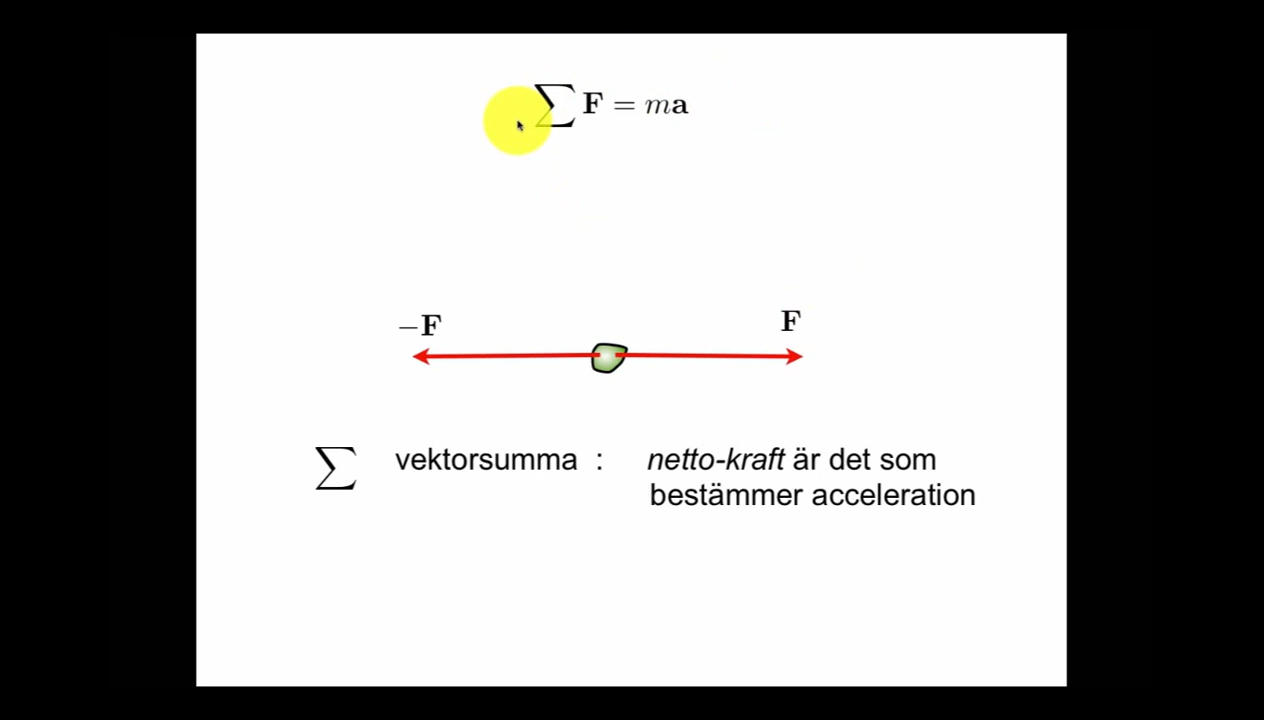 ∑ F = ma
−F
F
∑ vektorsumma : netto-kraft är det som
bestämmer acceleration